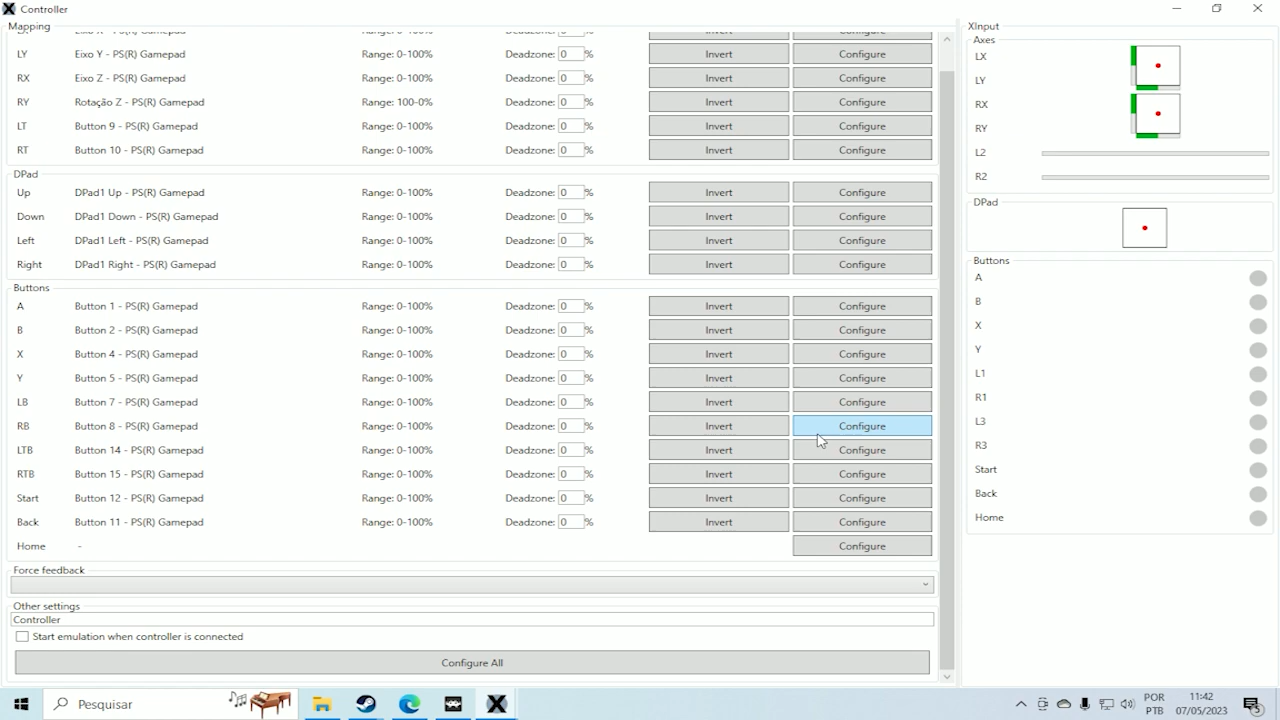 Controller
Mapping
LY Eixo Y - PS(R) Gamepad Range: 0-100% Deadzone: 0 % Invert Configure
RX Eixo Z - PS(R) Gamepad Range: 0-100% Deadzone: 0 % Invert Configure
RY Rotação Z - PS(R) Gamepad Range: 100-0% Deadzone: 0 % Invert Configure
LT Button 9 - PS(R) Gamepad Range: 0-100% Deadzone: 0 % Invert Configure
RT Button 10 - PS(R) Gamepad Range: 0-100% Deadzone: 0 % Invert Configure
DPad
Up DPad1 Up - PS(R) Gamepad Range: 0-100% Deadzone: 0 % Invert Configure
Down DPad1 Down - PS(R) Gamepad Range: 0-100% Deadzone: 0 % Invert Configure
Left DPad1 Left - PS(R) Gamepad Range: 0-100% Deadzone: 0 % Invert Configure
Right DPad1 Right - PS(R) Gamepad Range: 0-100% Deadzone: 0 % Invert Configure
Buttons
A Button 1 - PS(R) Gamepad Range: 0-100% Deadzone: 0 % Invert Configure
B Button 2 - PS(R) Gamepad Range: 0-100% Deadzone: 0 % Invert Configure
X Button 4 - PS(R) Gamepad Range: 0-100% Deadzone: 0 % Invert Configure
Y Button 5 - PS(R) Gamepad Range: 0-100% Deadzone: 0 % Invert Configure
LB Button 7 - PS(R) Gamepad Range: 0-100% Deadzone: 0 % Invert Configure
RB Button 8 - PS(R) Gamepad Range: 0-100% Deadzone: 0 % Invert Configure
LTB Button 14 - PS(R) Gamepad Range: 0-100% Deadzone: 0 % Invert Configure
RTB Button 15 - PS(R) Gamepad Range: 0-100% Deadzone: 0 % Invert Configure
Start Button 12 - PS(R) Gamepad Range: 0-100% Deadzone: 0 % Invert Configure
Back Button 11 - PS(R) Gamepad Range: 0-100% Deadzone: 0 % Invert Configure
Home - Configure
Force feedback
Other settings
Controller
Start emulation when controller is connected
Configure All
XInput
Axes
LX
LY
RX
RY
L2
R2
DPad
Buttons
A
B
X
Y
L1
R1
L3
R3
Start
Back
Home
Pesquisar
POR
PTB
11:42
07/05/2023
5